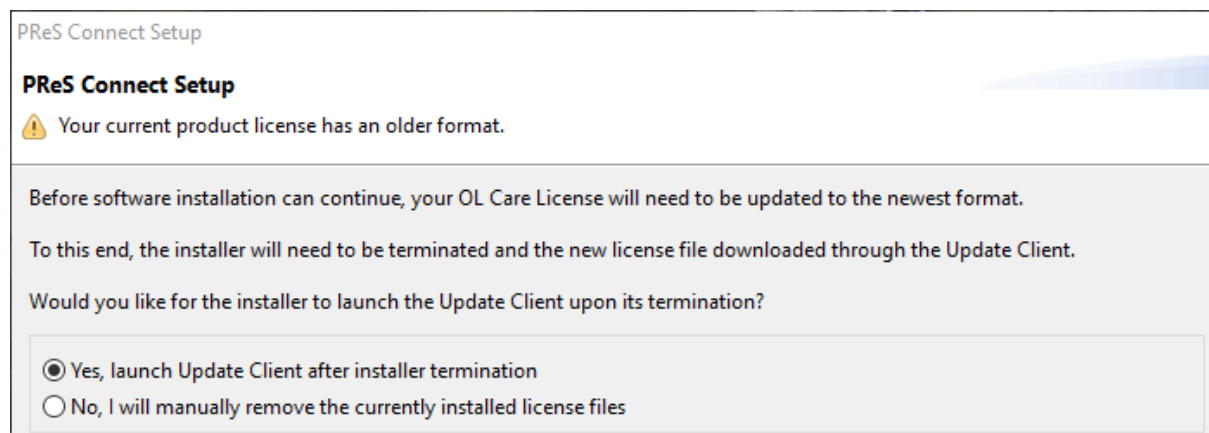 PReS Connect Setup
PReS Connect Setup
Your current product license has an older format.
Before software installation can continue, your OL Care License will need to be updated to the newest format.
To this end, the installer will need to be terminated and the new license file downloaded through the Update Client.
Would you like for the installer to launch the Update Client upon its termination?
Yes, launch Update Client after installer termination
No, I will manually remove the currently installed license files